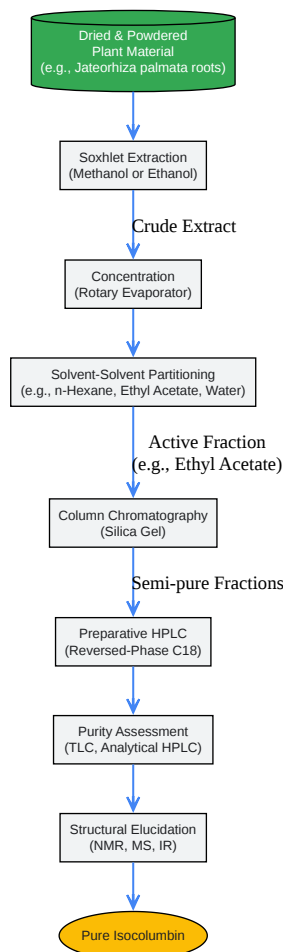 Dried & Powdered
Plant Material
(e.g., Jateorhiza palmata roots)
Soxhlet Extraction
(Methanol or Ethanol)
Crude Extract
Concentration
(Rotary Evaporator)
Solvent-Solvent Partitioning
(e.g., n-Hexane, Ethyl Acetate, Water)
Active Fraction
(e.g., Ethyl Acetate)
Column Chromatography
(Silica Gel)
Semi-pure Fractions
Preparative HPLC
(Reversed-Phase C18)
Purity Assessment
(TLC, Analytical HPLC)
Structural Elucidation
(NMR, MS, IR)
Pure Isocolumbin